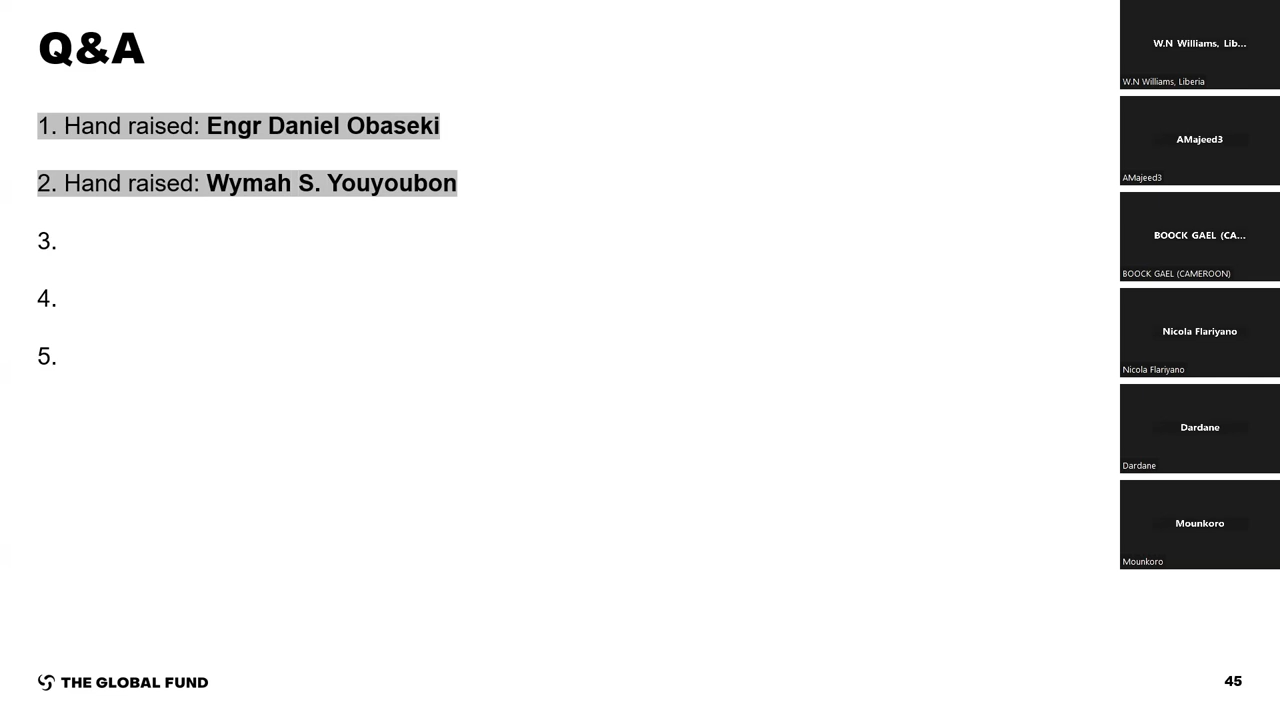 Q&A
1. Hand raised: Engr Daniel Obaseki
2. Hand raised: Wymah S. Youyoubon
3.
4.
5.
THE GLOBAL FUND
45
W.N Williams, Lib...
W.N Williams, Liberia
AMajeed3
AMajeed3
BOOCK GAEL (CA...
BOOCK GAEL (CAMEROON)
Nicola Flariyano
Nicola Flariyano
Dardane
Dardane
Mounkoro
Mounkoro